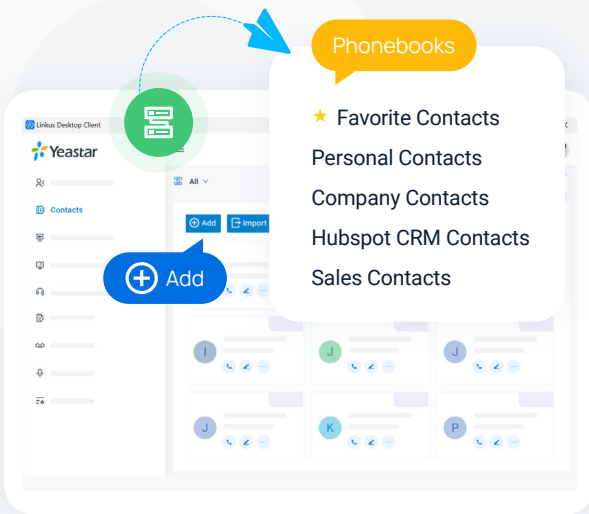 Phonebooks
★ Favorite Contacts
Personal Contacts
Company Contacts
Hubspot CRM Contacts
Sales Contacts
Linkus Desktop Client
Yeastar
All
Contacts
Add
Import
Add
I
J
J
J
K
P